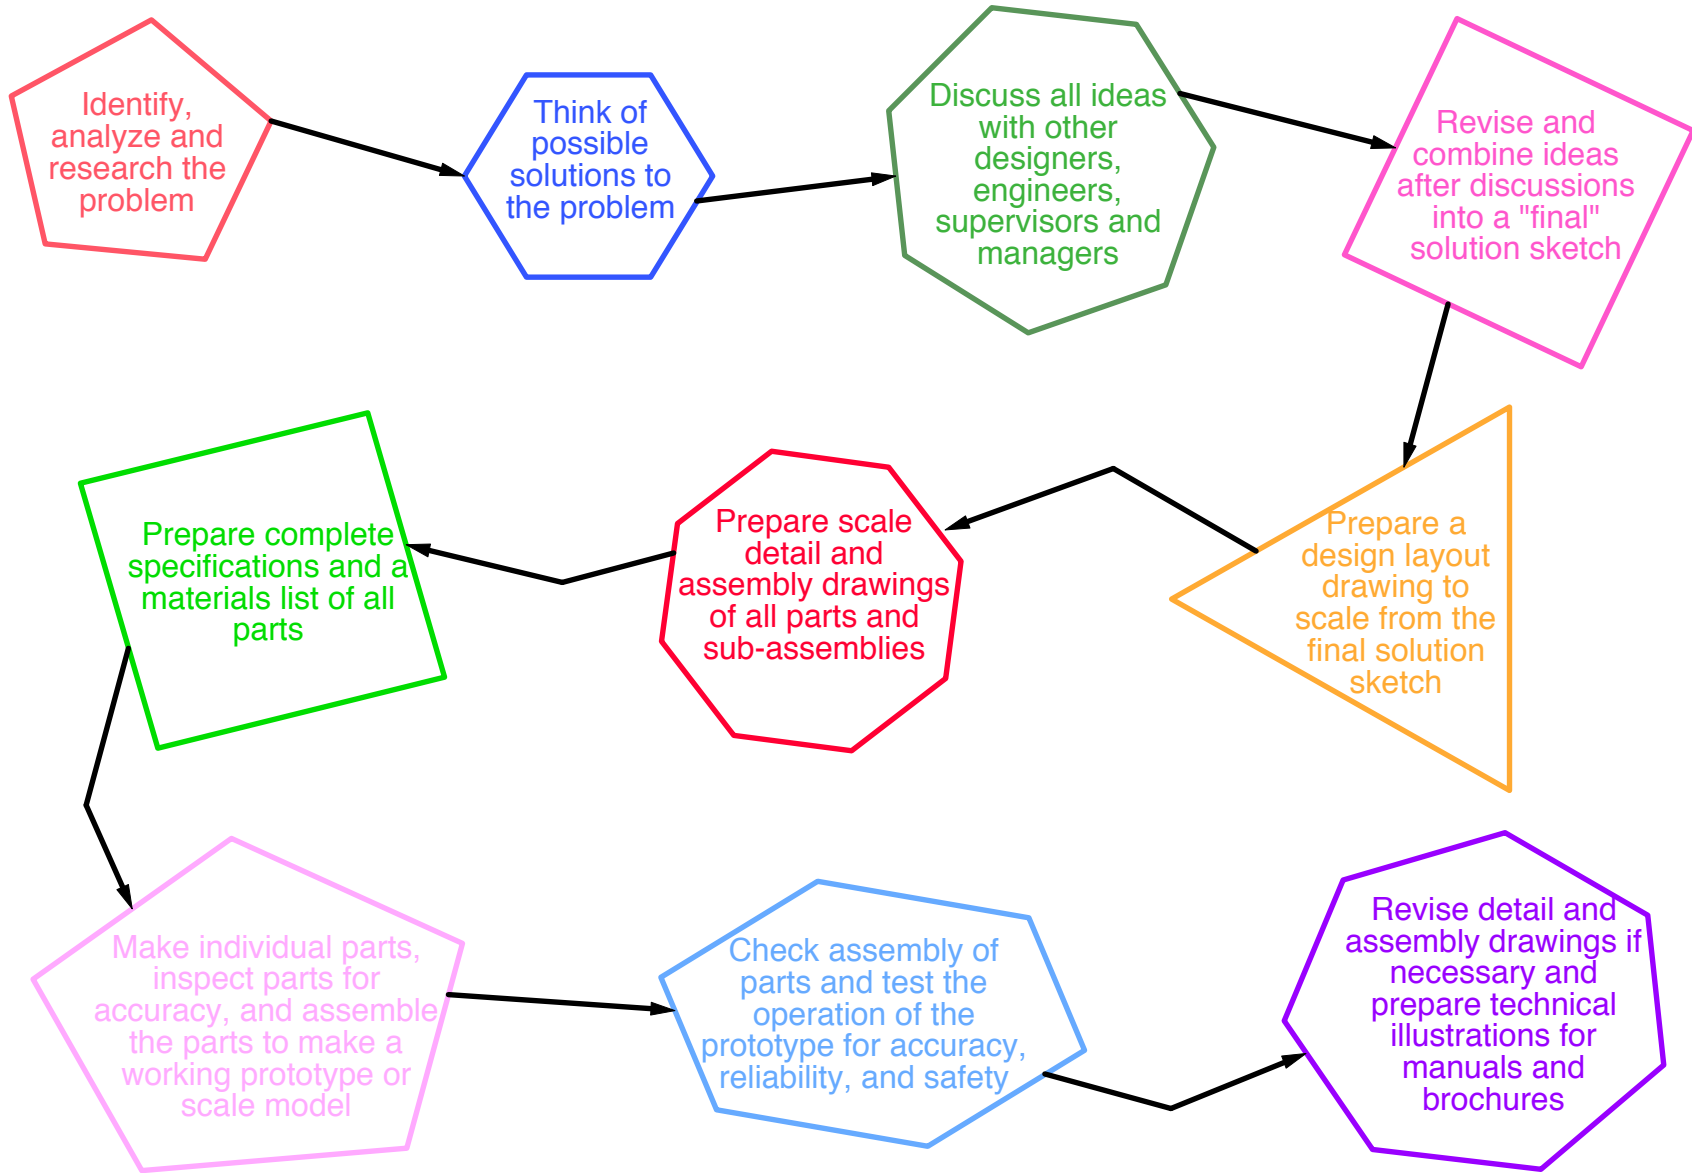 Identify,
analyze and
research the
problem
Think of
possible
solutions to
the problem
Discuss all ideas
with other
designers,
engineers,
supervisors and
managers
Revise and
combine ideas
after discussions
into a "final"
solution sketch
Prepare a
design layout
drawing to
scale from the
final solution
sketch
Prepare scale
detail and
assembly drawings
of all parts and
sub-assemblies
Prepare complete
specifications and a
materials list of all
parts
Make individual parts,
inspect parts for
accuracy, and assemble
the parts to make a
working prototype or
scale model
Check assembly of
parts and test the
operation of the
prototype for accuracy,
reliability, and safety
Revise detail and
assembly drawings if
necessary and
prepare technical
illustrations for
manuals and
brochures